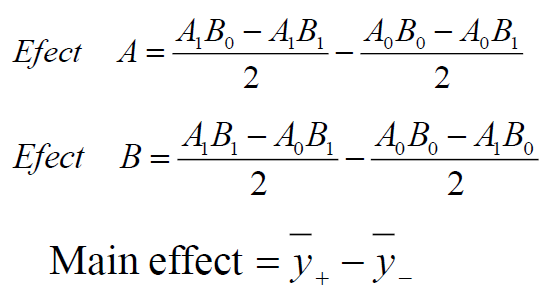 Efect A = (A₁B₀ − A₁B₁)/2 − (A₀B₀ − A₀B₁)/2
Efect B = (A₁B₁ − A₀B₁)/2 − (A₀B₀ − A₁B₀)/2
Main effect = y̅₊ − y̅₋